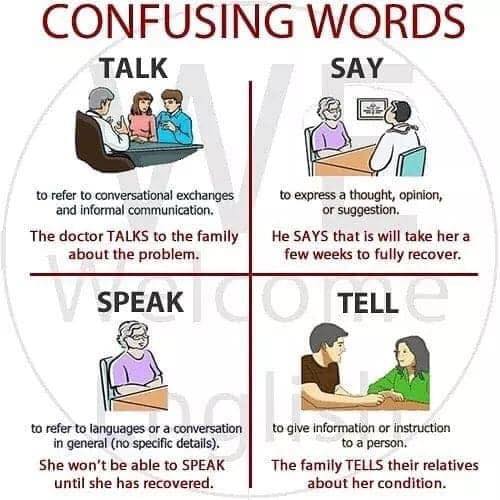 CONFUSING WORDS
TALK
to refer to conversational exchanges
and informal communication.
The doctor TALKS to the family
about the problem.
SAY
to express a thought, opinion,
or suggestion.
He SAYS that is will take her a
few weeks to fully recover.
SPEAK
to refer to languages or a conversation
in general (no specific details).
She won't be able to SPEAK
until she has recovered.
TELL
to give information or instruction
to a person.
The family TELLS their relatives
about her condition.
WE
Welcome
English